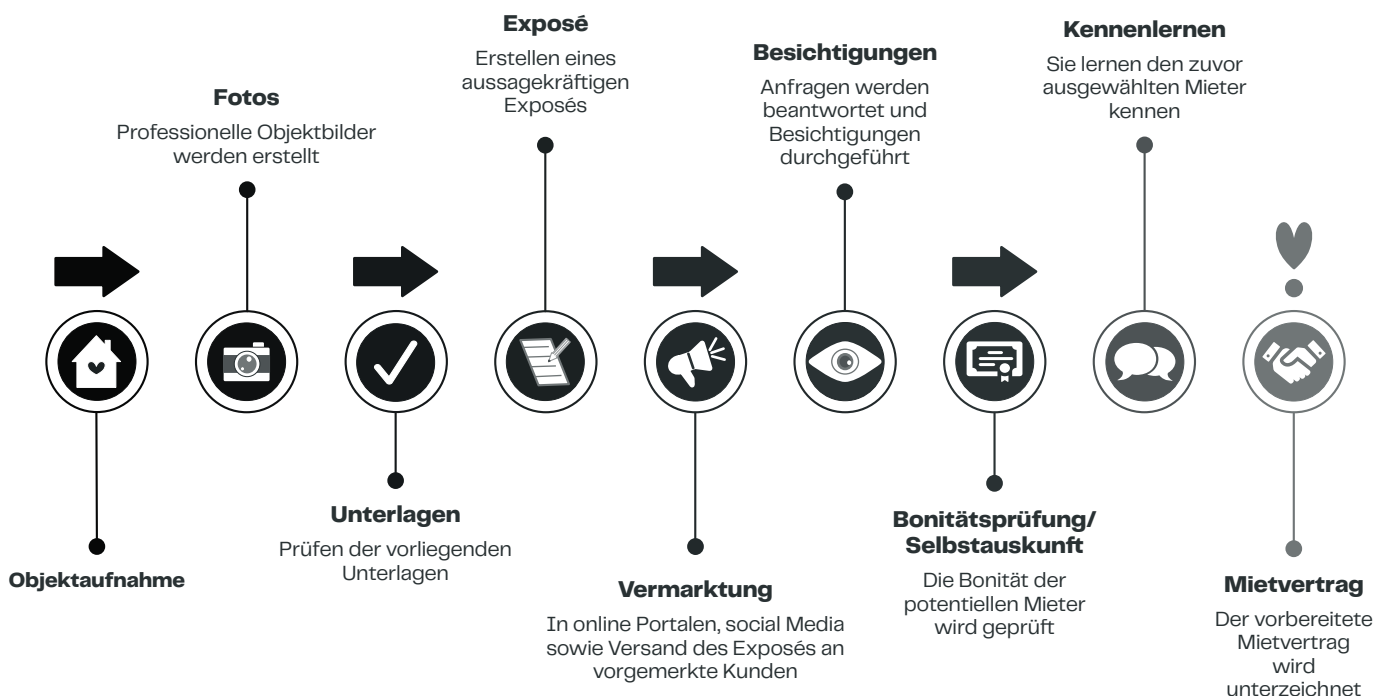 Objektaufnahme
Fotos
Professionelle Objektbilder
werden erstellt
Unterlagen
Prüfen der vorliegenden
Unterlagen
Exposé
Erstellen eines
aussagekräftigen
Exposés
Vermarktung
In online Portalen, social Media
sowie Versand des Exposés an
vorgemerkte Kunden
Besichtigungen
Anfragen werden
beantwortet und
Besichtigungen
durchgeführt
Bonitätsprüfung/
Selbstauskunft
Die Bonität der
potentiellen Mieter
wird geprüft
Kennenlernen
Sie lernen den zuvor
ausgewählten Mieter
kennen
Mietvertrag
Der vorbereitete
Mietvertrag
wird
unterzeichnet